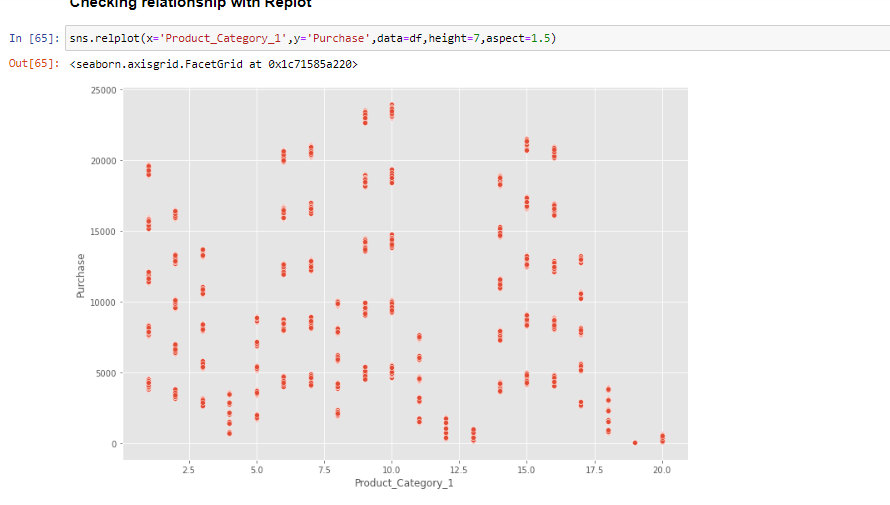 Checking relationship with Replot
In [65]: sns.relplot(x='Product_Category_1',y='Purchase',data=df,height=7,aspect=1.5)
Out[65]: <seaborn.axisgrid.FacetGrid at 0x1c71585a220>
25000
20000
15000
10000
5000
0
Purchase
2.5 5.0 7.5 10.0 12.5 15.0 17.5 20.0
Product_Category_1